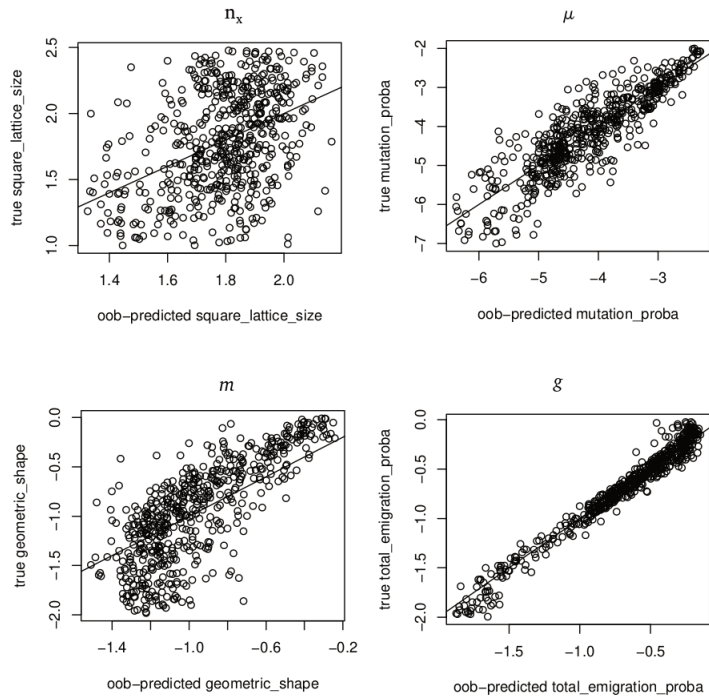 n_x
μ
true square_lattice_size
2.5
2.0
1.5
1.0
1.4 1.6 1.8 2.0
oob−predicted square_lattice_size
true mutation_proba
−2
−3
−4
−5
−6
−7
−6 −5 −4 −3
oob−predicted mutation_proba
m
g
true geometric_shape
0.0
−0.5
−1.0
−1.5
−2.0
−1.4 −1.0 −0.6 −0.2
oob−predicted geometric_shape
true total_emigration_proba
0.0
−0.5
−1.0
−1.5
−2.0
−1.5 −1.0 −0.5
oob−predicted total_emigration_proba